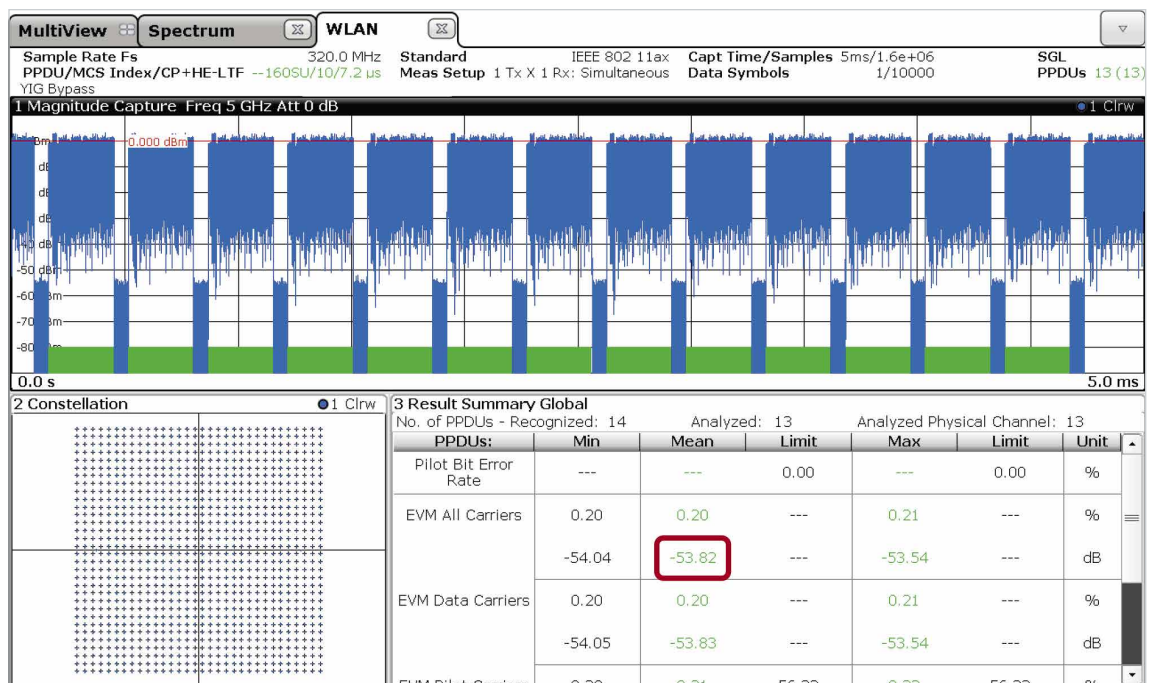 MultiView Spectrum WLAN
Sample Rate Fs 320.0 MHz Standard IEEE 802 11ax Capt Time/Samples 5ms/1.6e+06 SGL
PPDU/MCS Index/CP+HE-LTF --160SU/10/7.2 µs Meas Setup 1 Tx X 1 Rx: Simultaneous Data Symbols 1/10000 PPDUs 13 (13)
YIG Bypass
1 Magnitude Capture Freq 5 GHz Att 0 dB 1 Clrw
0.000 dBm
-50 dBm
0.0 s 5.0 ms
2 Constellation 1 Clrw
3 Result Summary Global
No. of PPDUs - Recognized: 14 Analyzed: 13 Analyzed Physical Channel: 13
PPDUs: Min Mean Limit Max Limit Unit
Pilot Bit Error
Rate --- --- 0.00 --- 0.00 %
EVM All Carriers 0.20 0.20 --- 0.21 --- %
-54.04 -53.82 --- -53.54 --- dB
EVM Data Carriers 0.20 0.20 --- 0.21 --- %
-54.05 -53.83 --- -53.54 --- dB